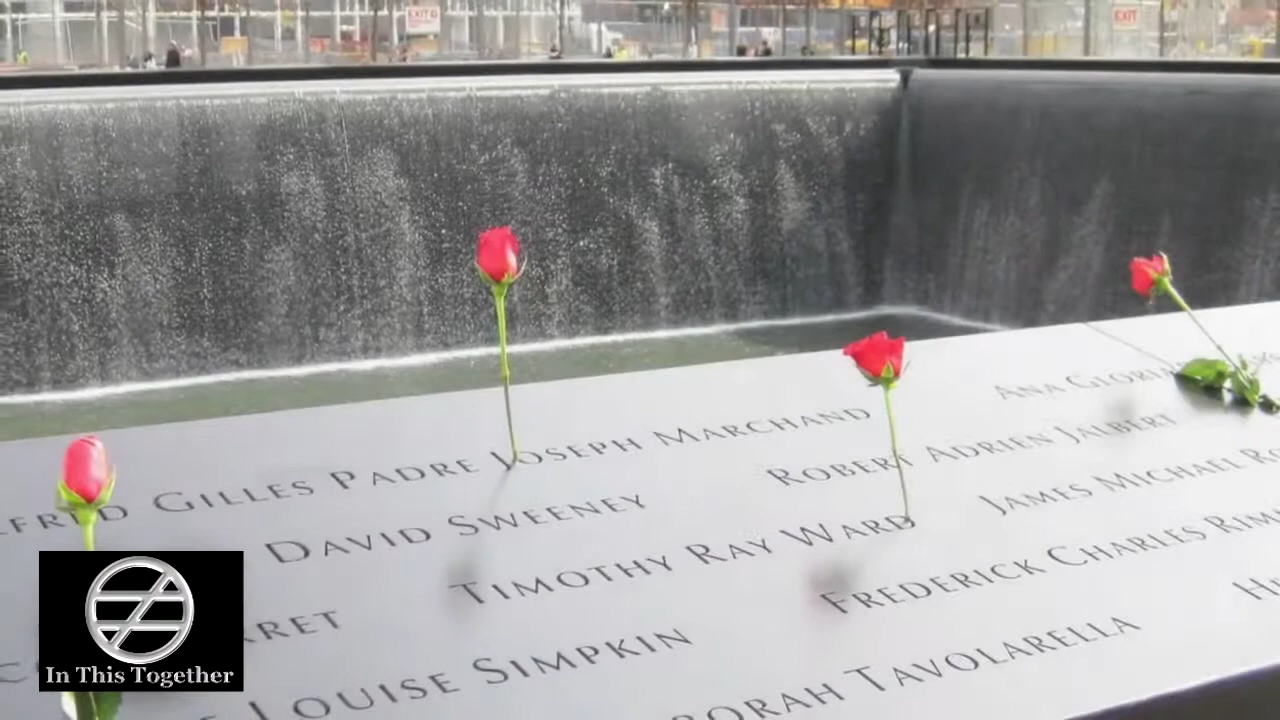 EXIT
EXIT
ANA GLORIA
GILLES PADRE JOSEPH MARCHAND
ROBERT ADRIEN JALBERT
DAVID SWEENEY
JAMES MICHAEL
TIMOTHY RAY WARD
FREDERICK CHARLES
LOUISE SIMPKIN
TAVOLARELLA
In This Together